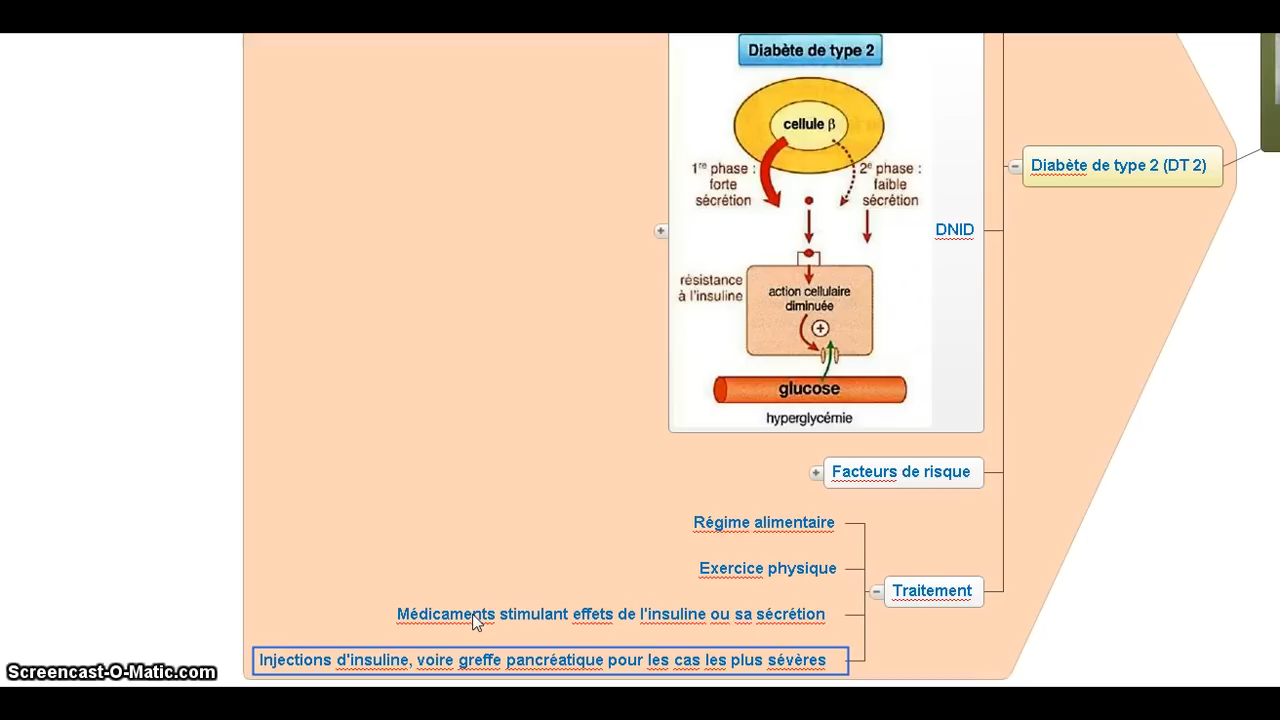 Diabète de type 2
cellule β
1re phase :
forte
sécrétion
2e phase :
faible
sécrétion
Diabète de type 2 (DT 2)
DNID
résistance
à l'insuline
action cellulaire
diminuée
+
glucose
hyperglycémie
Facteurs de risque
Régime alimentaire
Exercice physique
Traitement
Médicaments stimulant effets de l'insuline ou sa sécrétion
Injections d'insuline, voire greffe pancréatique pour les cas les plus sévères
Screencast-O-Matic.com